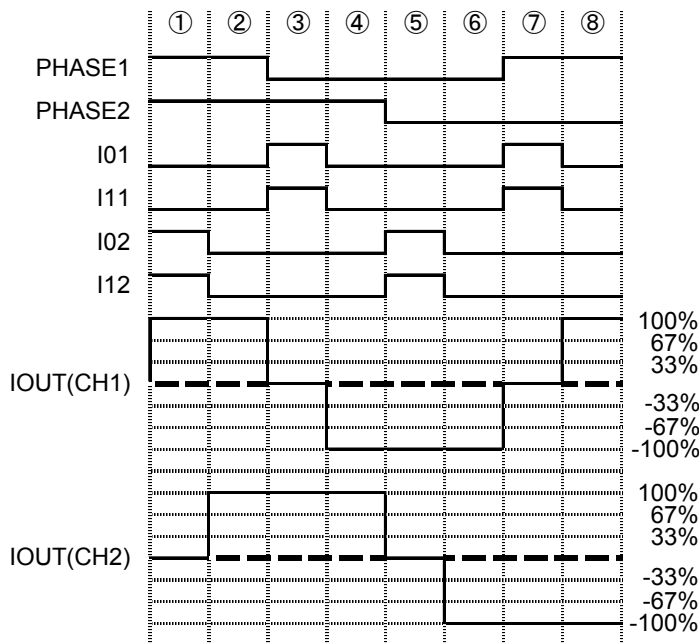 ① ② ③ ④ ⑤ ⑥ ⑦ ⑧
PHASE1
PHASE2
I01
I11
I02
I12
100%
67%
33%
IOUT(CH1)
-33%
-67%
-100%
100%
67%
33%
IOUT(CH2)
-33%
-67%
-100%